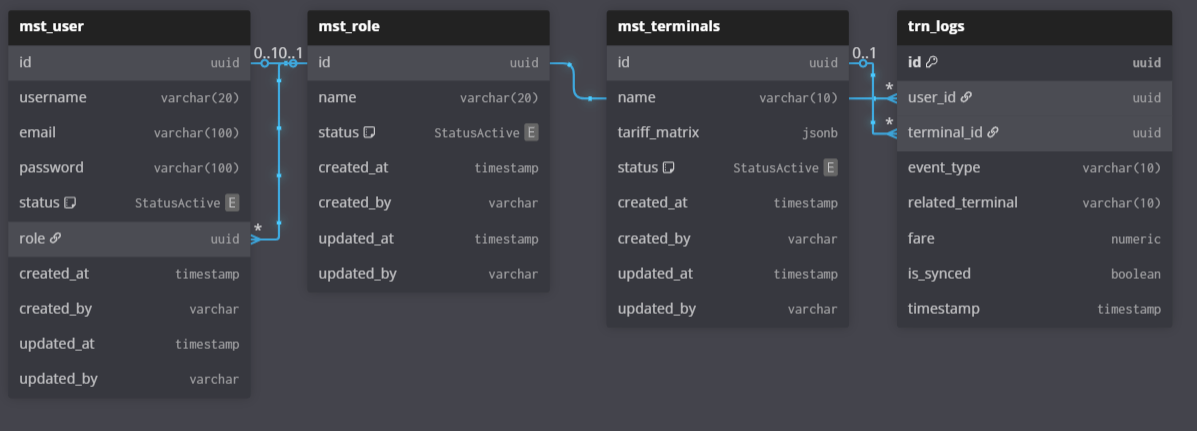 mst_user
id uuid
username varchar(20)
email varchar(100)
password varchar(100)
status StatusActive E
role uuid
created_at timestamp
created_by varchar
updated_at timestamp
updated_by varchar
0..1
0..1
*
mst_role
id uuid
name varchar(20)
status StatusActive E
created_at timestamp
created_by varchar
updated_at timestamp
updated_by varchar
mst_terminals
id uuid
name varchar(10)
tariff_matrix jsonb
status StatusActive E
created_at timestamp
created_by varchar
updated_at timestamp
updated_by varchar
0..1
*
*
trn_logs
id uuid
user_id uuid
terminal_id uuid
event_type varchar(10)
related_terminal varchar(10)
fare numeric
is_synced boolean
timestamp timestamp